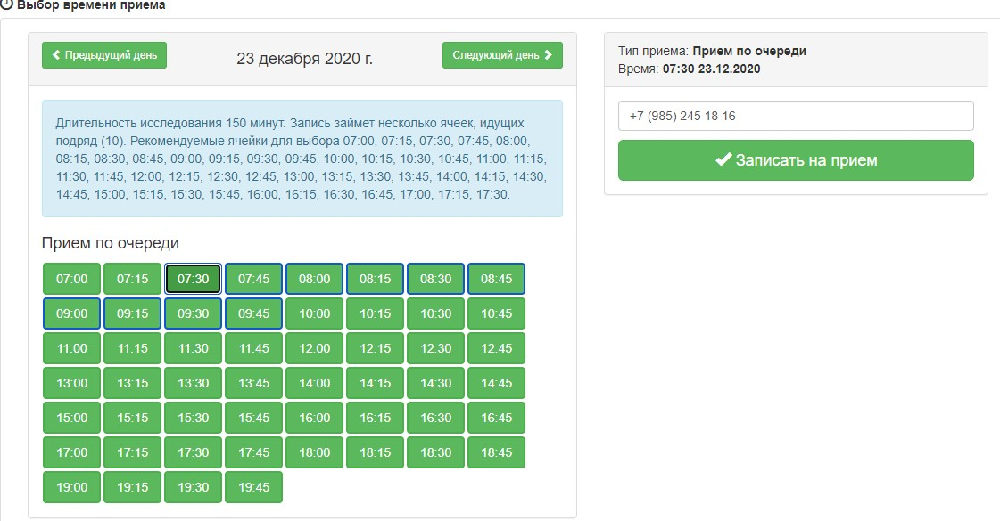 Выбор времени приема
Предыдущий день
23 декабря 2020 г.
Следующий день
Длительность исследования 150 минут. Запись займет несколько ячеек, идущих
подряд (10). Рекомендуемые ячейки для выбора 07:00, 07:15, 07:30, 07:45, 08:00,
08:15, 08:30, 08:45, 09:00, 09:15, 09:30, 09:45, 10:00, 10:15, 10:30, 10:45, 11:00, 11:15,
11:30, 11:45, 12:00, 12:15, 12:30, 12:45, 13:00, 13:15, 13:30, 13:45, 14:00, 14:15, 14:30,
14:45, 15:00, 15:15, 15:30, 15:45, 16:00, 16:15, 16:30, 16:45, 17:00, 17:15, 17:30.
Прием по очереди
07:00 07:15 07:30 07:45 08:00 08:15 08:30 08:45
09:00 09:15 09:30 09:45 10:00 10:15 10:30 10:45
11:00 11:15 11:30 11:45 12:00 12:15 12:30 12:45
13:00 13:15 13:30 13:45 14:00 14:15 14:30 14:45
15:00 15:15 15:30 15:45 16:00 16:15 16:30 16:45
17:00 17:15 17:30 17:45 18:00 18:15 18:30 18:45
19:00 19:15 19:30 19:45
Тип приема: Прием по очереди
Время: 07:30 23.12.2020
+7 (985) 245 18 16
Записать на прием